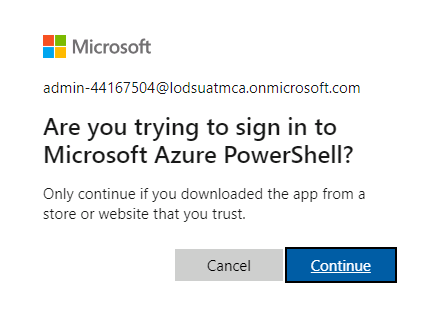 Microsoft
admin-44167504@lodsuatmca.onmicrosoft.com
Are you trying to sign in to
Microsoft Azure PowerShell?
Only continue if you downloaded the app from a
store or website that you trust.
Cancel
Continue